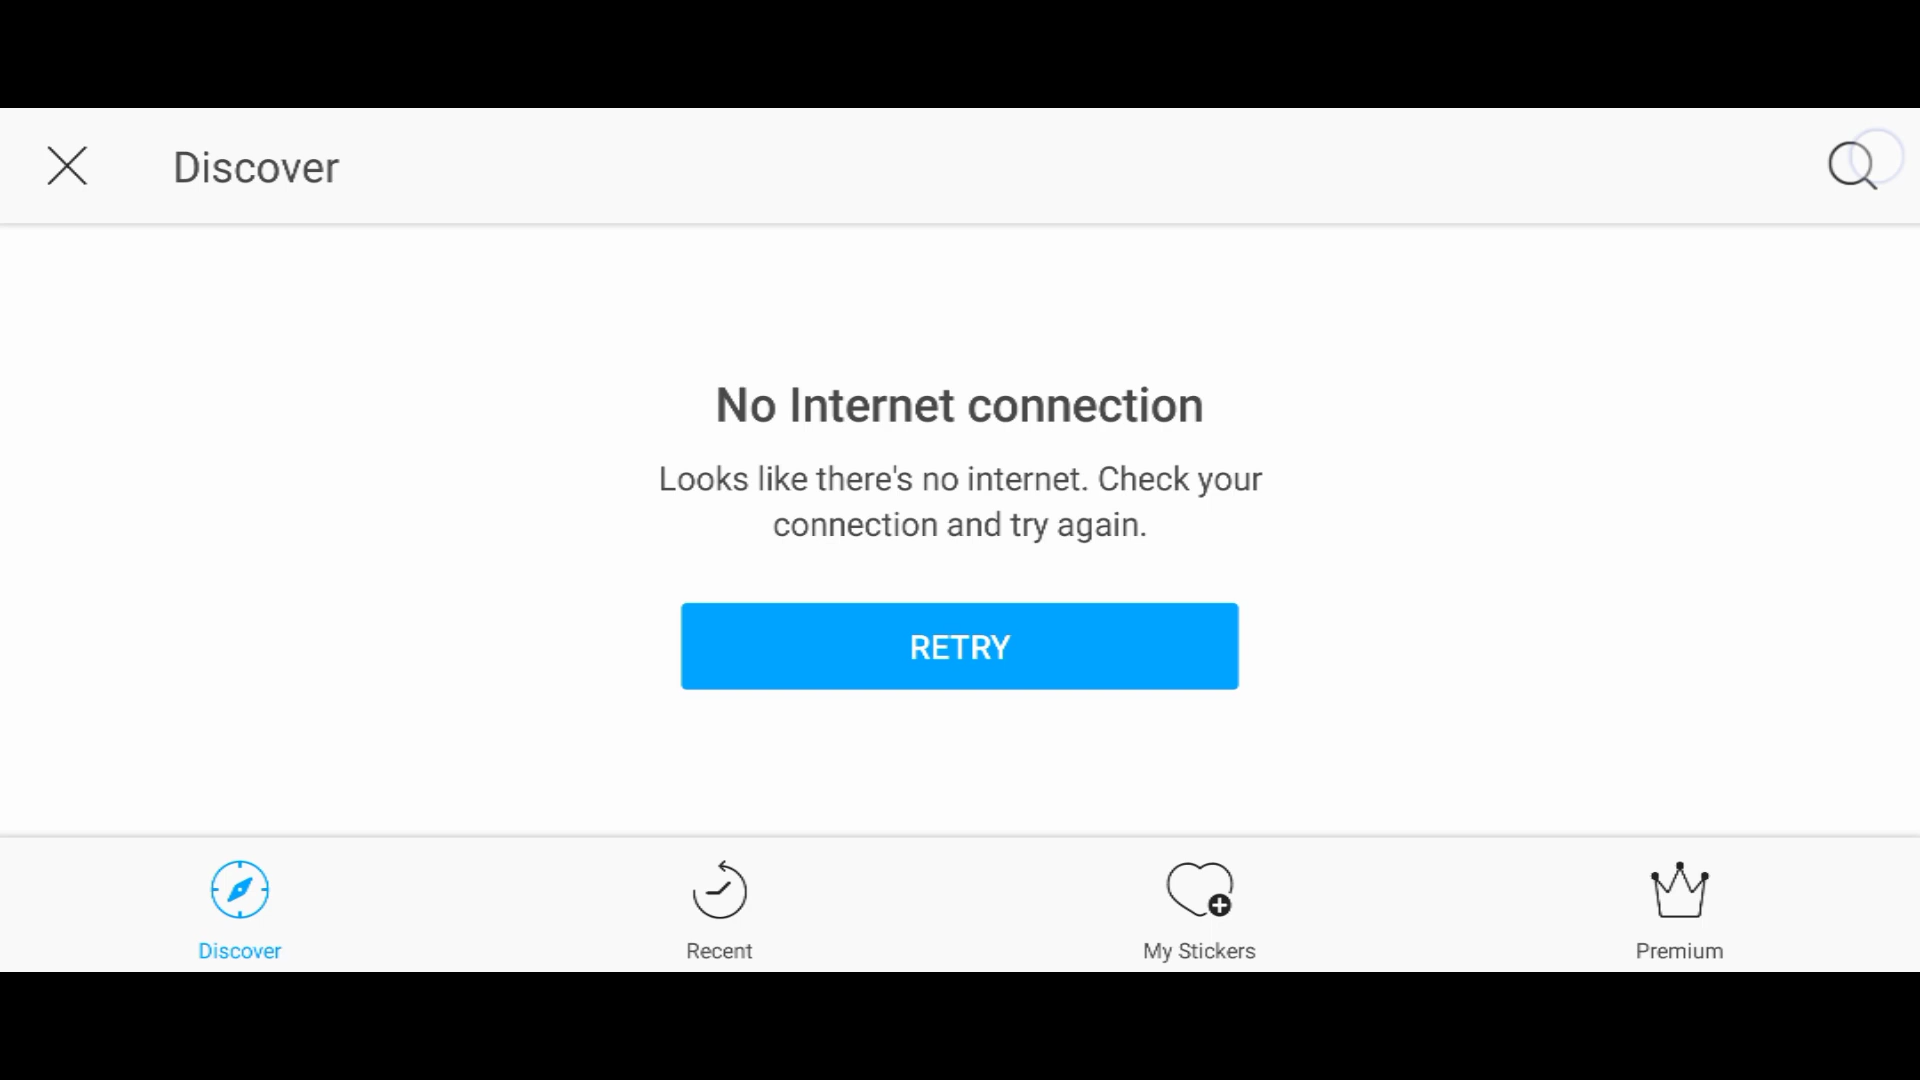 Discover
No Internet connection
Looks like there's no internet. Check your
connection and try again.
RETRY
Discover
Recent
My Stickers
Premium